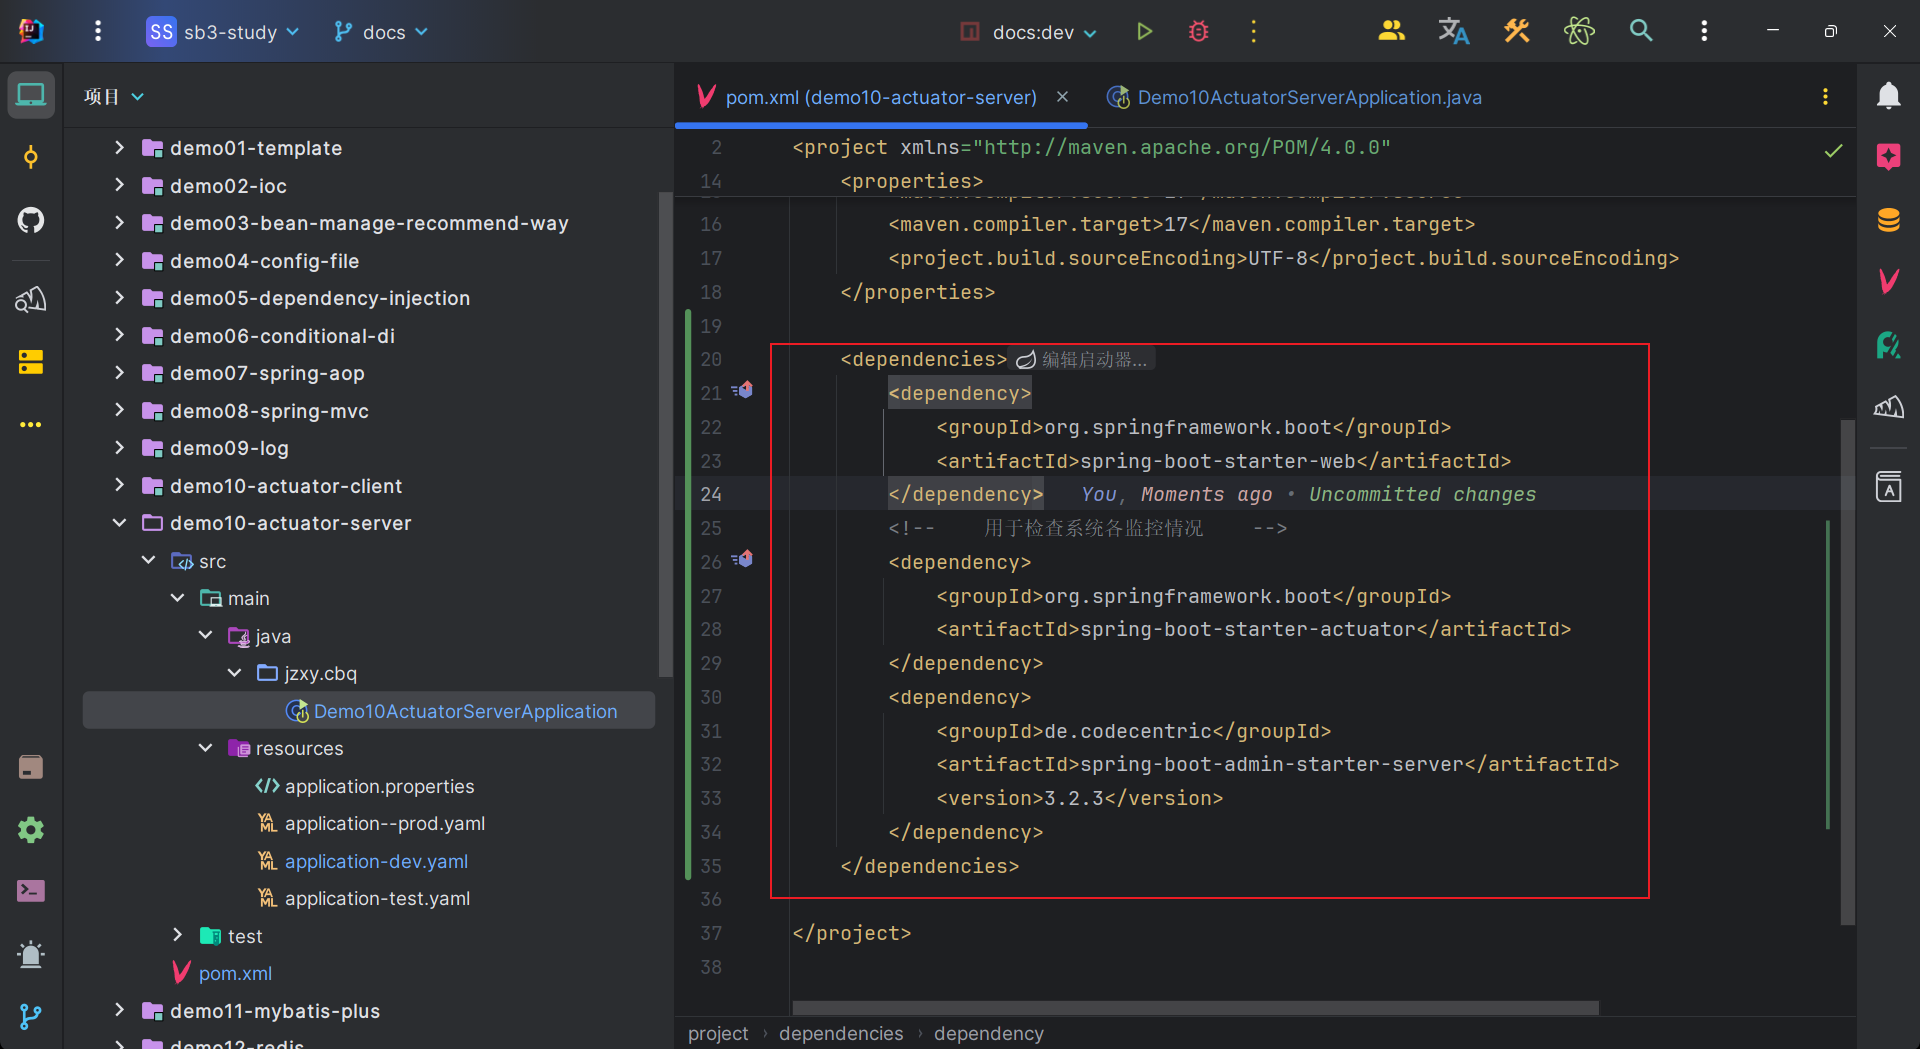 SS sb3-study
docs
docs:dev
项目
demo01-template
demo02-ioc
demo03-bean-manage-recommend-way
demo04-config-file
demo05-dependency-injection
demo06-conditional-di
demo07-spring-aop
demo08-spring-mvc
demo09-log
demo10-actuator-client
demo10-actuator-server
src
main
java
jzxy.cbq
Demo10ActuatorServerApplication
resources
application.properties
application--prod.yaml
application-dev.yaml
application-test.yaml
test
pom.xml
demo11-mybatis-plus
demo12-redis
pom.xml (demo10-actuator-server)
Demo10ActuatorServerApplication.java
2 <project xmlns="http://maven.apache.org/POM/4.0.0"
14 <properties>
16 <maven.compiler.target>17</maven.compiler.target>
17 <project.build.sourceEncoding>UTF-8</project.build.sourceEncoding>
18 </properties>
19
20 <dependencies> 编辑启动器...
21 <dependency>
22 <groupId>org.springframework.boot</groupId>
23 <artifactId>spring-boot-starter-web</artifactId>
24 </dependency> You, Moments ago • Uncommitted changes
25 <!-- 用于检查系统各监控情况 -->
26 <dependency>
27 <groupId>org.springframework.boot</groupId>
28 <artifactId>spring-boot-starter-actuator</artifactId>
29 </dependency>
30 <dependency>
31 <groupId>de.codecentric</groupId>
32 <artifactId>spring-boot-admin-starter-server</artifactId>
33 <version>3.2.3</version>
34 </dependency>
35 </dependencies>
36
37 </project>
38
project › dependencies › dependency